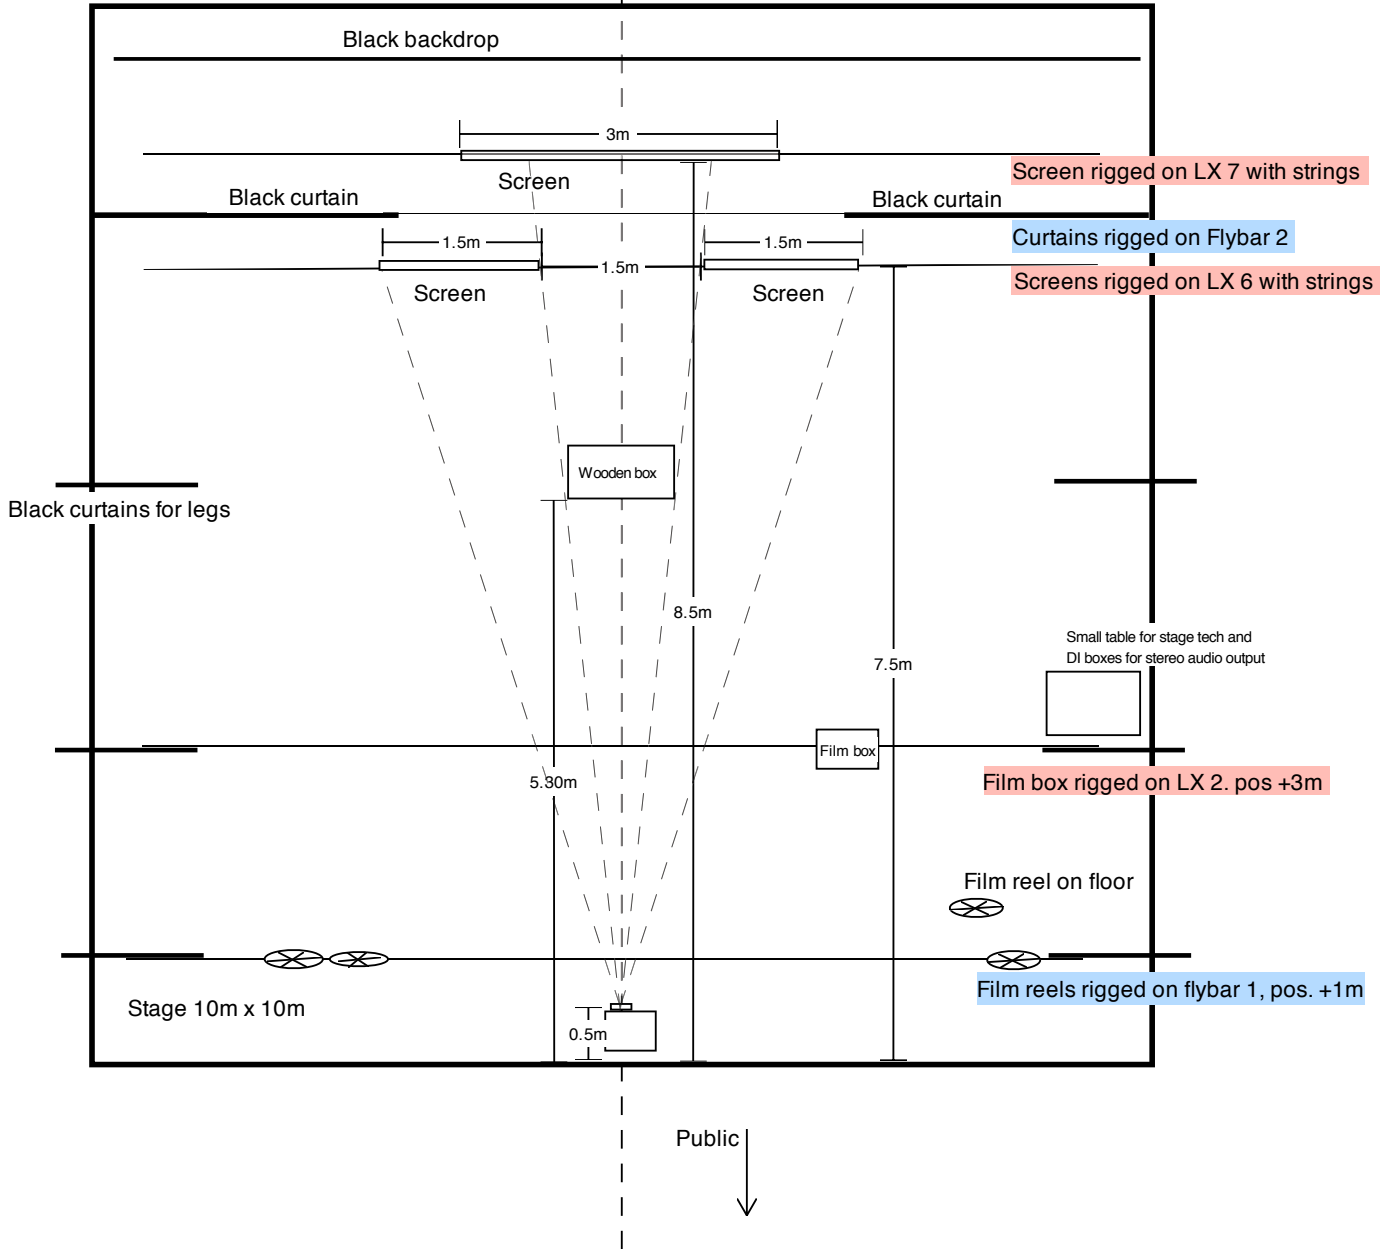 Black backdrop
3m
Screen
Screen rigged on LX 7 with strings
Black curtain
Black curtain
Curtains rigged on Flybar 2
1.5m
1.5m
1.5m
Screens rigged on LX 6 with strings
Screen
Screen
Wooden box
Black curtains for legs
8.5m
Small table for stage tech and
DI boxes for stereo audio output
7.5m
Film box
5.30m
Film box rigged on LX 2. pos +3m
Film reel on floor
Film reels rigged on flybar 1, pos. +1m
Stage 10m x 10m
0.5m
Public